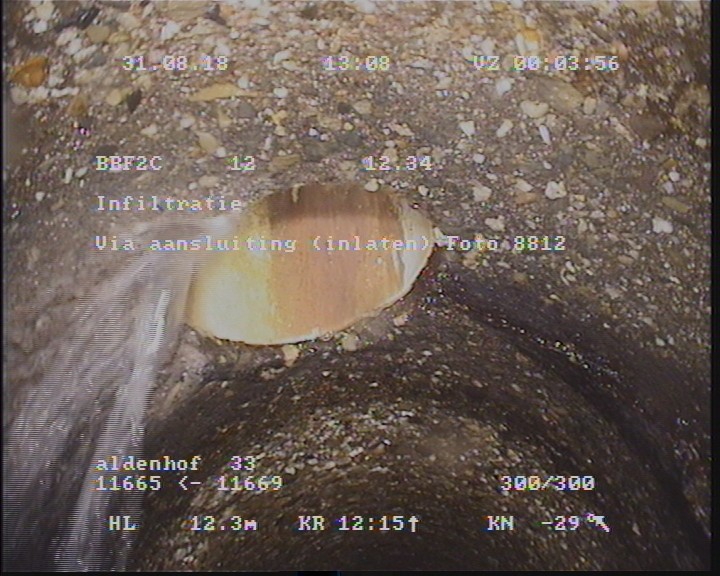 31.08.18 13:08 VZ 00:03:56
BBF2C 12 12.34
Infiltratie
Via aansluiting (inlaten) Foto 8812
aldenhof 33
11665 <- 11669 300/300
HL 12.3m KR 12:15↑ KN -29°↖